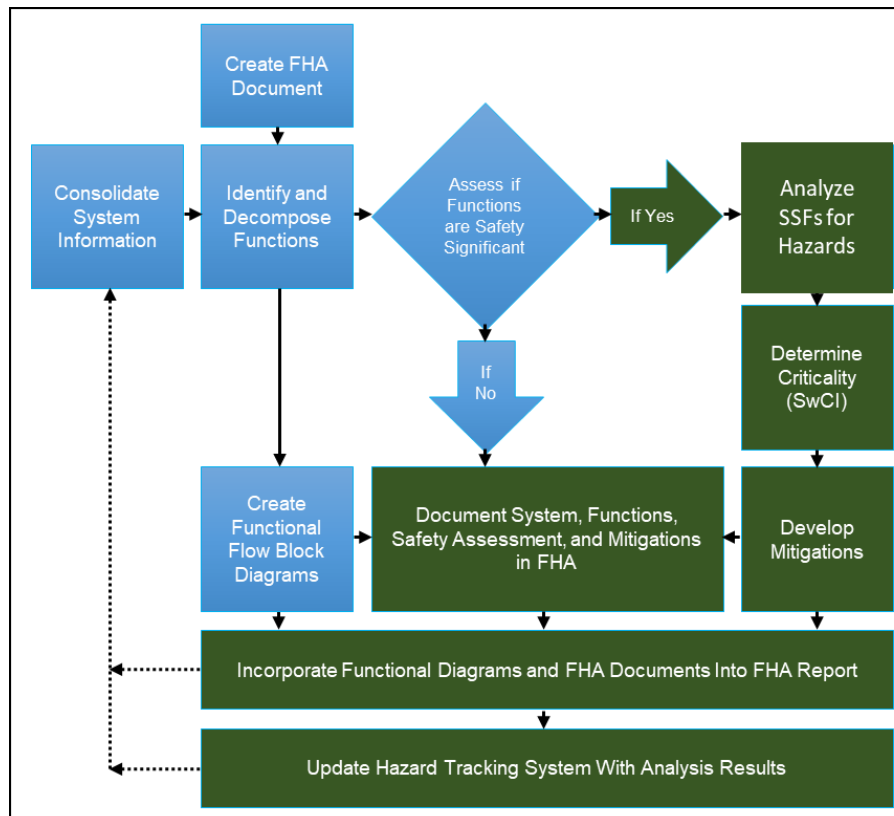 Create FHA
Document
Consolidate
System
Information
Identify and
Decompose
Functions
Assess if
Functions
are Safety
Significant
If Yes
Analyze
SSFs for
Hazards
If
No
Determine
Criticality
(SwCI)
Create
Functional
Flow Block
Diagrams
Document System, Functions,
Safety Assessment, and Mitigations
in FHA
Develop
Mitigations
Incorporate Functional Diagrams and FHA Documents Into FHA Report
Update Hazard Tracking System With Analysis Results